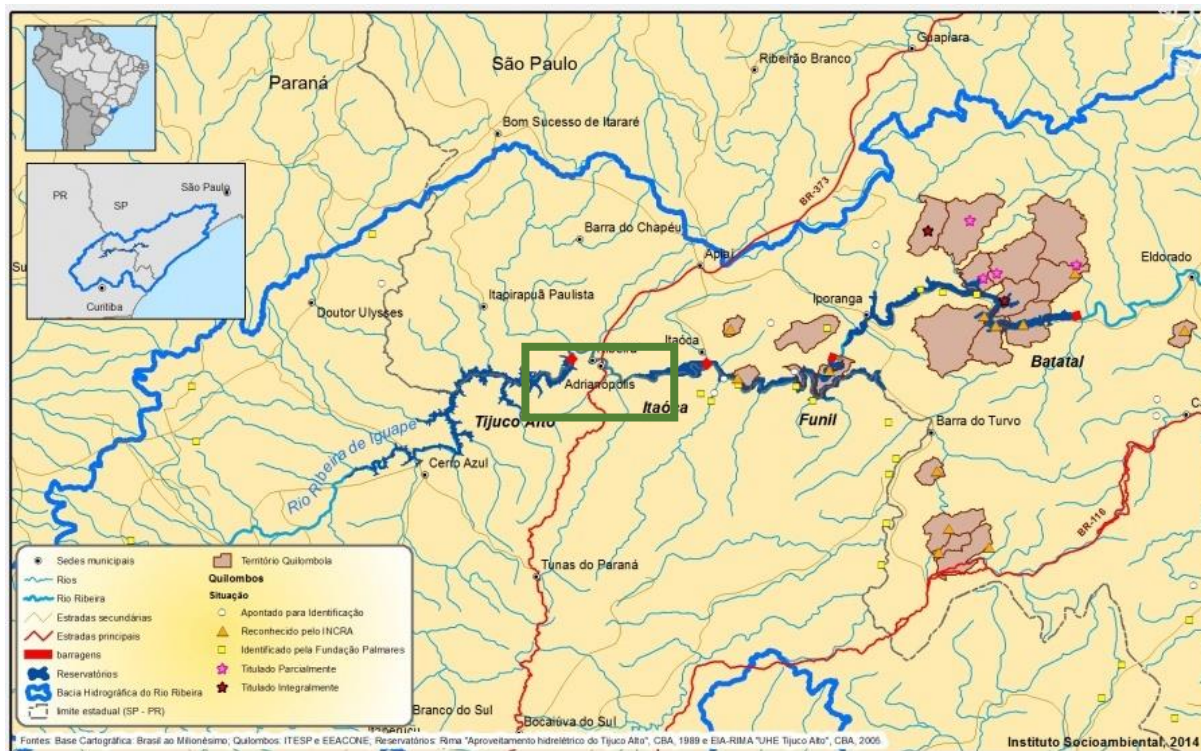 Guapiara
São Paulo
Ribeirão Branco
Paraná
Bom Sucesso de Itararé
BR-373
PR
SP
São Paulo
Curitiba
Barra do Chapéu
Apiaí
Eldorado
Itapirapuã Paulista
Iporanga
Doutor Ulysses
Itaóca
Adrianópolis
Batatal
Tijuco Alto
Itaóca
Funil
Barra do Turvo
Rio Ribeira de Iguape
Cerro Azul
BR-116
Tunas do Paraná
Sedes municipais
Rios
Rio Ribeira
Estradas secundárias
Estradas principais
barragens
Reservatórios
Bacia Hidrográfica do Rio Ribeira
limite estadual (SP - PR)
Território Quilombola
Quilombos
Situação
Apontado para Identificação
Reconhecido pelo INCRA
Identificado pela Fundação Palmares
Titulado Parcialmente
Titulado Integralmente
Branco do Sul
Bocaiúva do Sul
Fontes: Base Cartográfica: Brasil ao Milionésimo; Quilombos: ITESP e EEACONE; Reservatórios: Rima "Aproveitamento hidrelétrico do Tijuco Alto", CBA, 1989 e EIA-RIMA "UHE Tijuco Alto", CBA, 2005.
Instituto Socioambiental, 2014